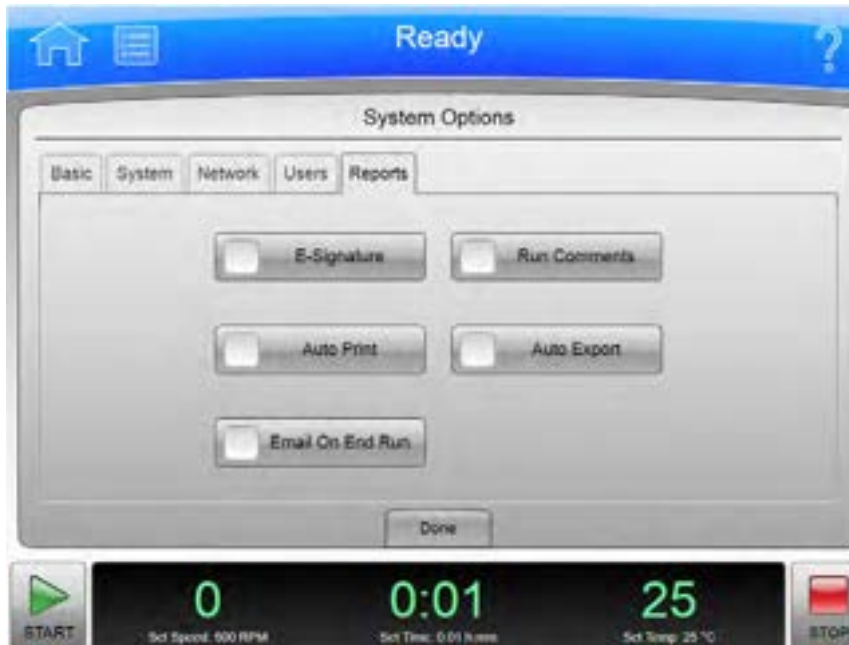 Ready
?
System Options
Basic System Network Users Reports
E-Signature Run Comments
Auto Print Auto Export
Email On End Run
Done
0 0:01 25
START Set Speed: 500 RPM Set Time: 0:01 h:mm Set Temp: 25 °C STOP